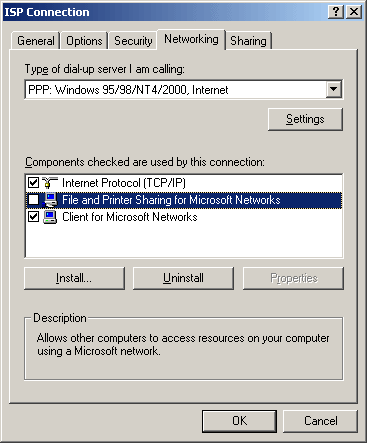 ISP Connection
General Options Security Networking Sharing
Type of dial-up server I am calling:
PPP: Windows 95/98/NT4/2000, Internet
Settings
Components checked are used by this connection:
Internet Protocol (TCP/IP)
File and Printer Sharing for Microsoft Networks
Client for Microsoft Networks
Install... Uninstall Properties
Description
Allows other computers to access resources on your computer
using a Microsoft network.
OK Cancel